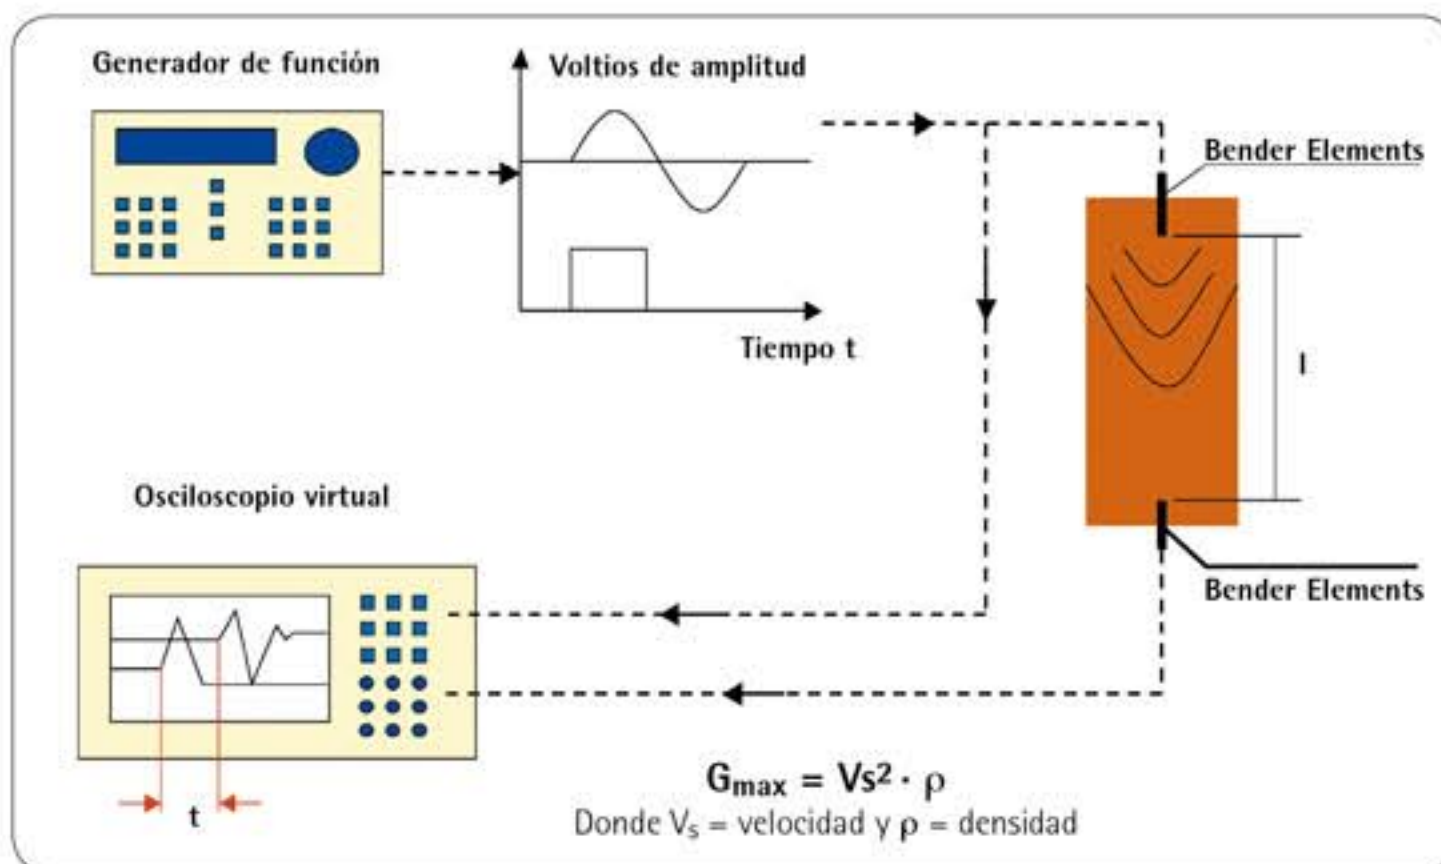 Generador de función
Voltios de amplitud
Bender Elements
Tiempo t
l
Osciloscopio virtual
Bender Elements
t
Gmax = Vs² · ρ
Donde Vs = velocidad y ρ = densidad